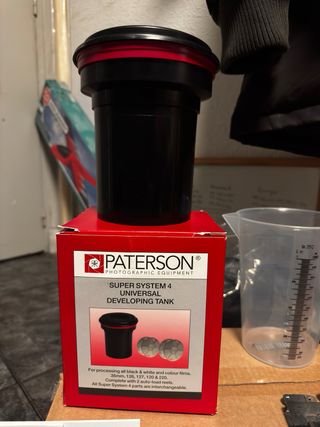 PATERSON®
PHOTOGRAPHIC EQUIPMENT
SUPER SYSTEM 4
UNIVERSAL
DEVELOPING TANK
For processing all black & white and colour films.
35mm, 126, 127, 120 & 220.
Complete with 2 auto-load reels.
All Super System 4 parts are interchangeable.